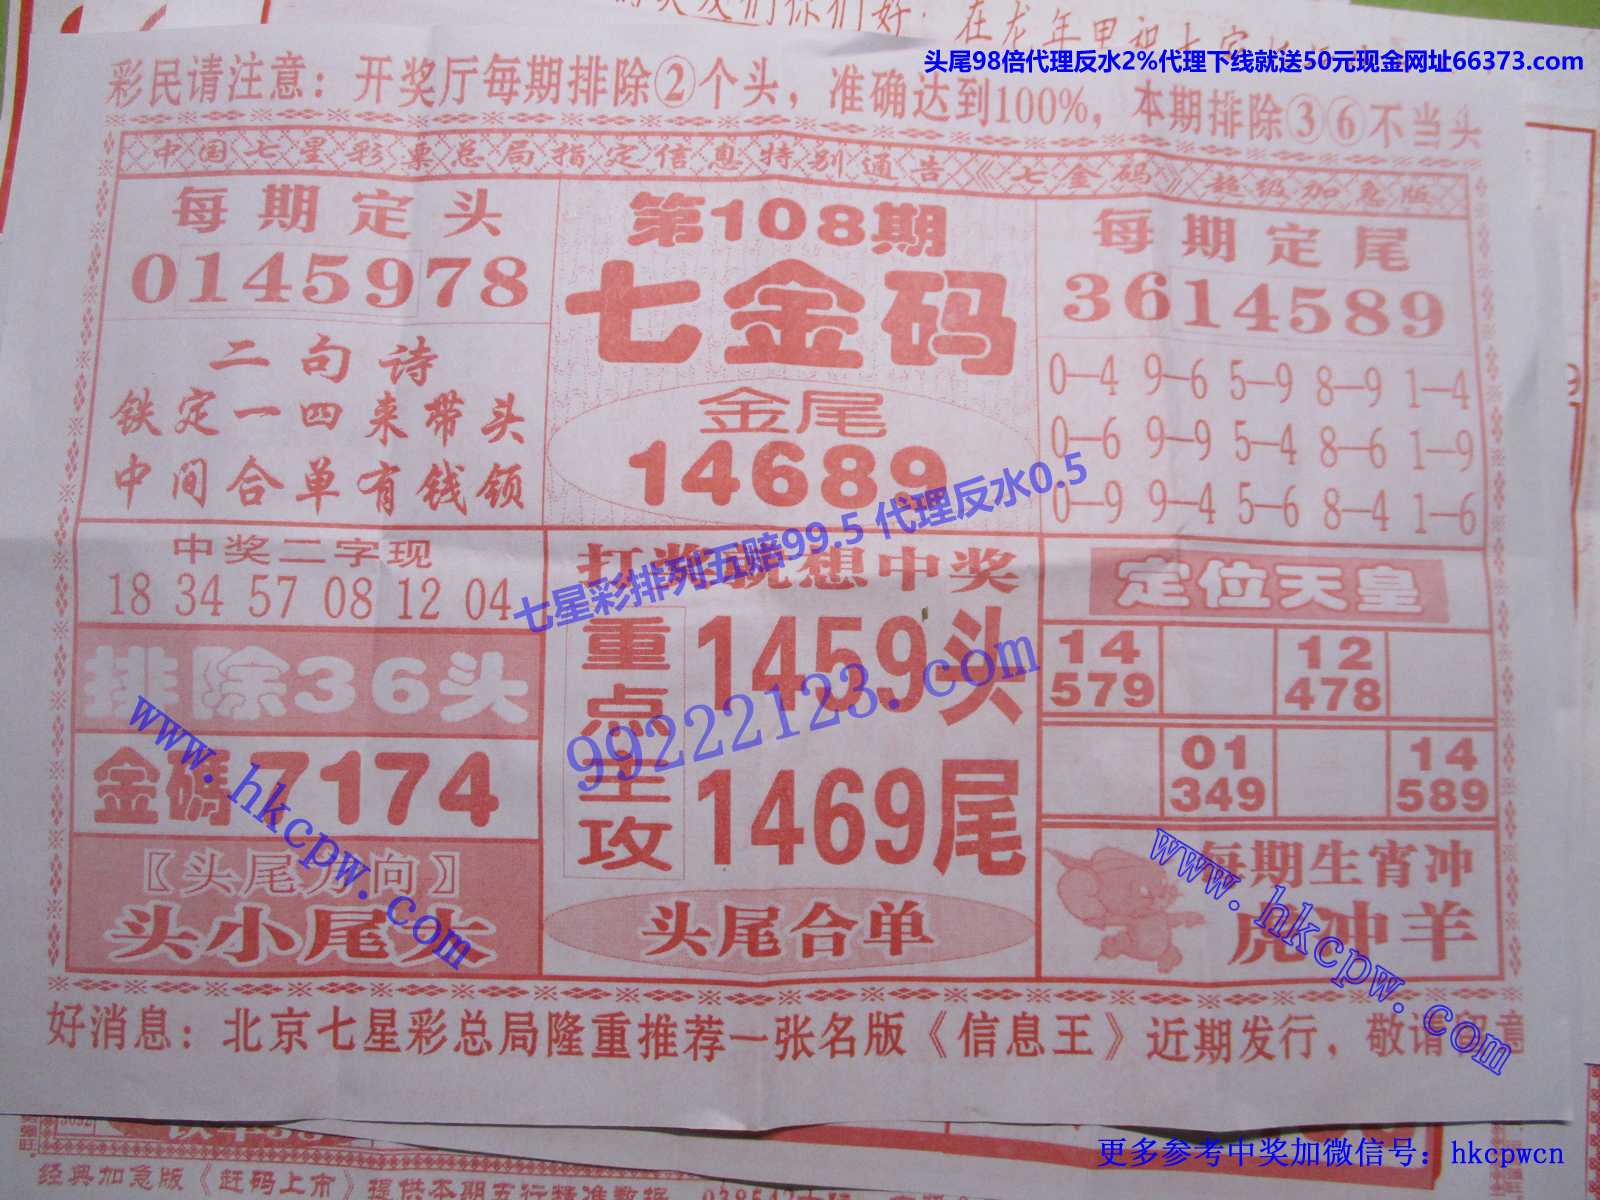 头尾98倍代理反水2%代理下线就送50元现金网址66373.com
彩民请注意：开奖厅每期排除②个头，准确达到100%，本期排除③⑥不当头
中国七星彩票总局指定信息特别通告《七金码》超级加急版
每期定头
0145978
二句诗
铁定一四来带头
中间合单有钱领
第108期
七金码
金尾
14689
每期定尾
3614589
0—4 9—6 5—9 8—9 1—4
0—6 9—9 5—4 8—6 1—9
0—9 9—4 5—6 8—4 1—6
中奖二字现
18 34 57 08 12 04
排除36头
金碼7174
〖头尾方向〗
头小尾大
想中奖
重点主攻
1459头
1469尾
头尾合单
定位天皇
14 12
579 478
01 14
349 589
每期生肖冲
虎冲羊
好消息：北京七星彩总局隆重推荐一张名版《信息王》近期发行，敬请留意
七星彩排列五赔99.5 代理反水0.5
99222123.com
www.hkcpw.com
www.hkcpw.com
经典加急版《赶码上市》提供本期五行精准数据
更多参考中奖加微信号：hkcpwcn